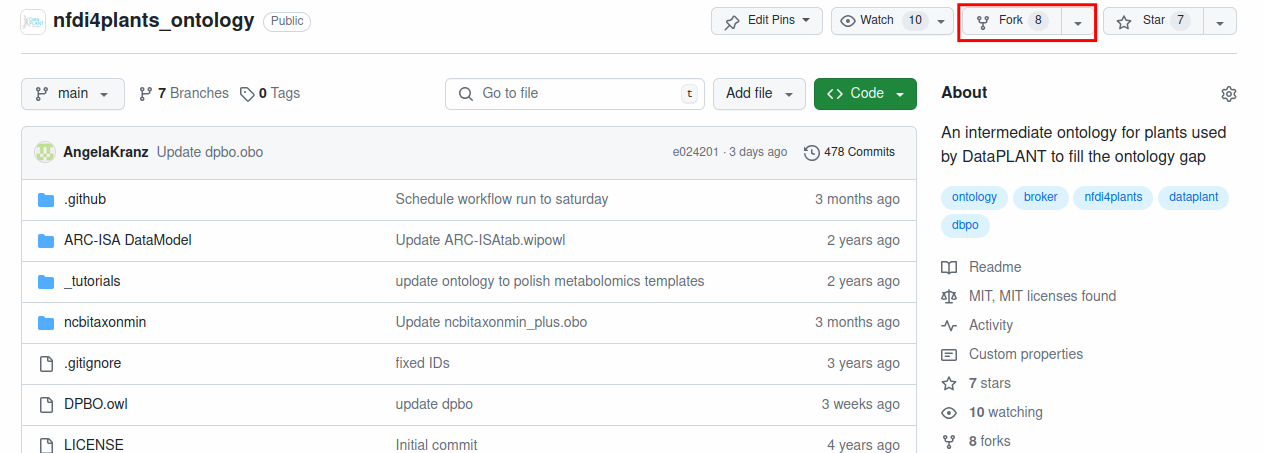 nfdi4plants_ontology Public Edit Pins Watch 10 Fork 8 Star 7
main 7 Branches 0 Tags Go to file t Add file Code
AngelaKranz Update dpbo.obo e024201 · 3 days ago 478 Commits
.github Schedule workflow run to saturday 3 months ago
ARC-ISA DataModel Update ARC-ISAtab.wipowl 2 years ago
_tutorials update ontology to polish metabolomics templates 2 years ago
ncbitaxonmin Update ncbitaxonmin_plus.obo 3 months ago
.gitignore fixed IDs 3 years ago
DPBO.owl update dpbo 3 weeks ago
LICENSE Initial commit 4 years ago
About
An intermediate ontology for plants used
by DataPLANT to fill the ontology gap
ontology broker nfdi4plants dataplant
dbpo
Readme
MIT, MIT licenses found
Activity
Custom properties
7 stars
10 watching
8 forks